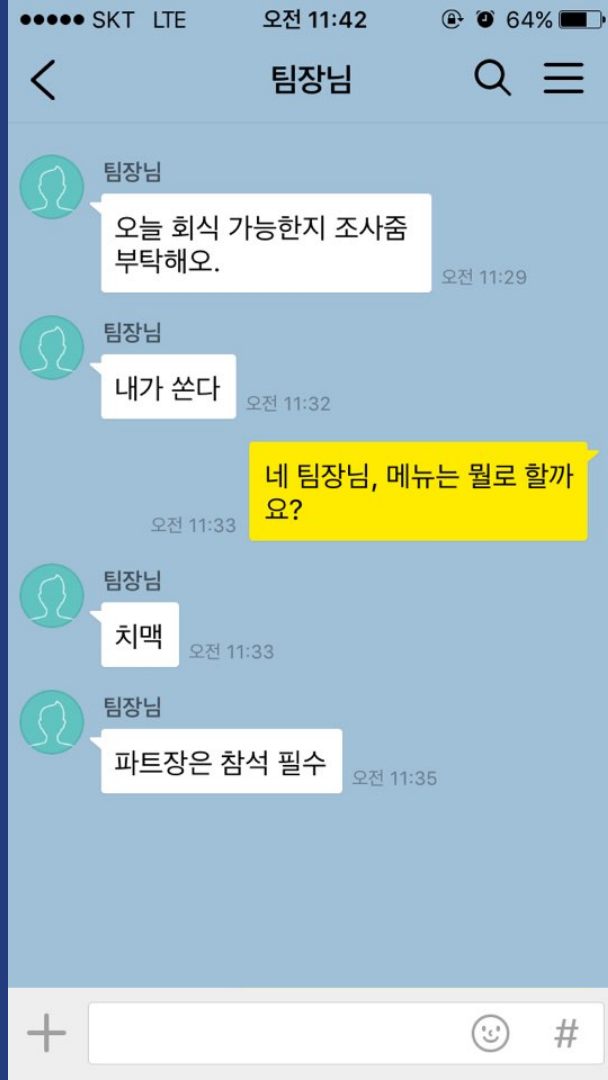 ●●●●● SKT LTE 오전 11:42 64%
팀장님
팀장님
오늘 회식 가능한지 조사줌
부탁해오.
오전 11:29
팀장님
내가 쏜다
오전 11:32
네 팀장님, 메뉴는 뭘로 할까
요?
오전 11:33
팀장님
치맥
오전 11:33
팀장님
파트장은 참석 필수
오전 11:35
#